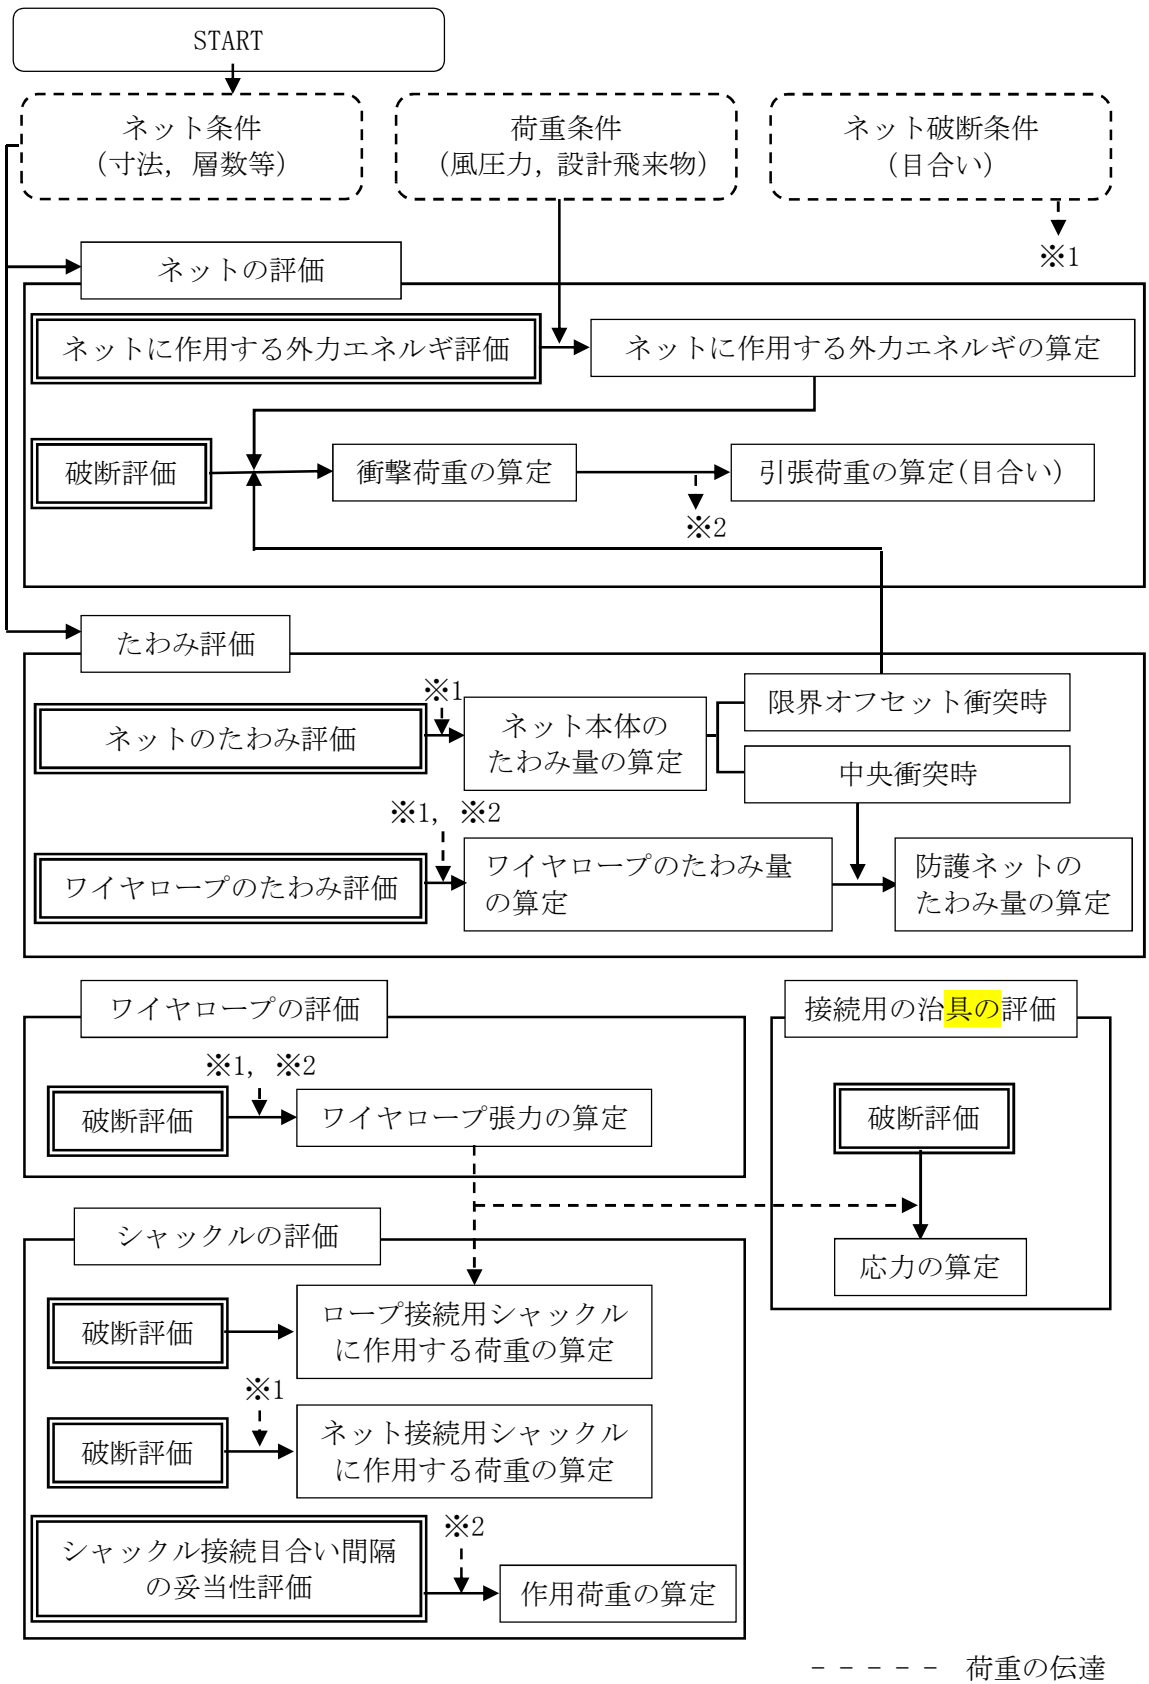 START
ネット条件
(寸法, 層数等)
荷重条件
(風圧力, 設計飛来物)
ネット破断条件
(目合い)
※1
ネットの評価
ネットに作用する外力エネルギ評価
ネットに作用する外力エネルギの算定
破断評価
衝撃荷重の算定
引張荷重の算定(目合い)
※2
たわみ評価
ネットのたわみ評価
※1
ネット本体の
たわみ量の算定
限界オフセット衝突時
中央衝突時
※1, ※2
ワイヤロープのたわみ評価
ワイヤロープのたわみ量
の算定
防護ネットの
たわみ量の算定
ワイヤロープの評価
※1, ※2
破断評価
ワイヤロープ張力の算定
接続用の治具の評価
破断評価
応力の算定
シャックルの評価
破断評価
ロープ接続用シャックル
に作用する荷重の算定
※1
破断評価
ネット接続用シャックル
に作用する荷重の算定
シャックル接続目合い間隔
の妥当性評価
※2
作用荷重の算定
----- 荷重の伝達